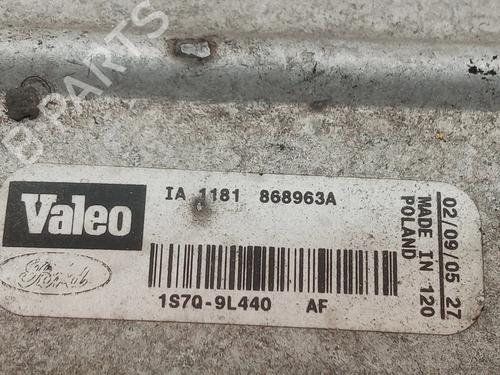 B PARTS
Valeo
IA 1181 868963A
Ford
1S7Q-9L440 AF
02/09/05 27
MADE IN 120
POLAND